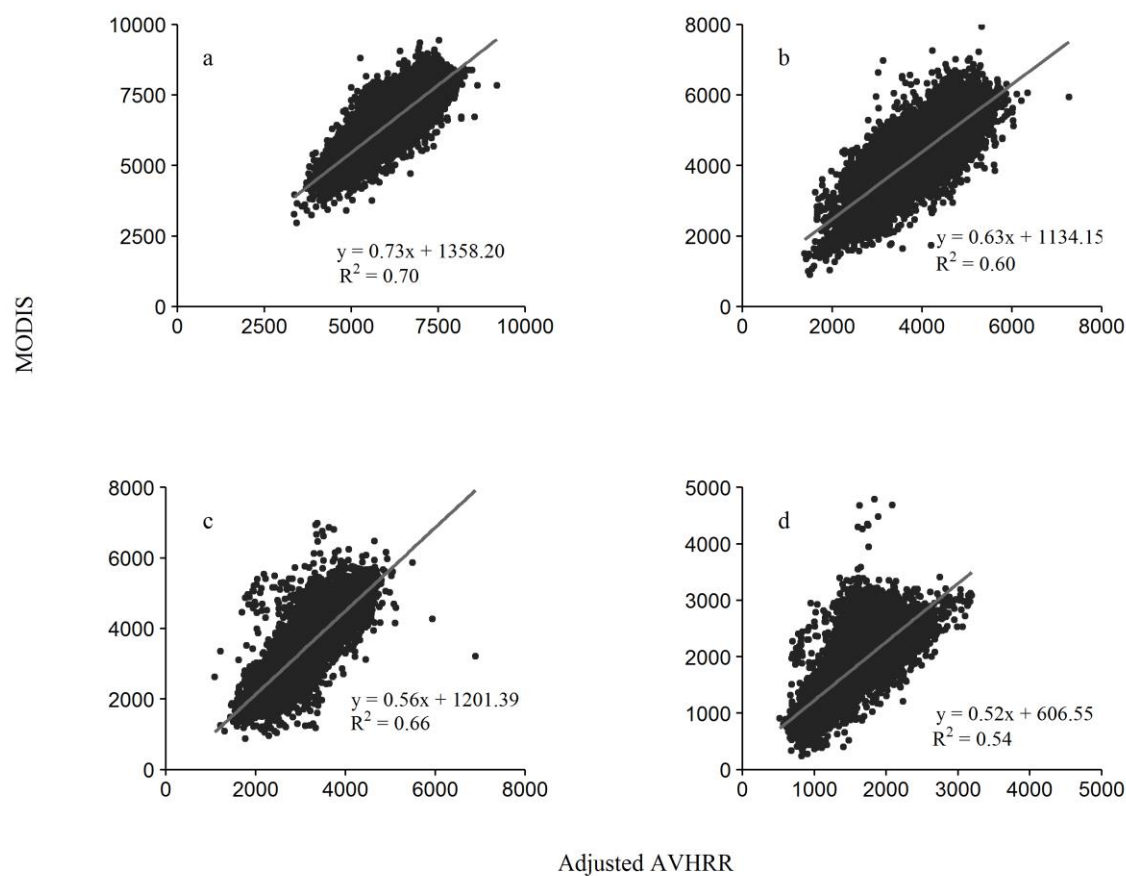 10000
7500
5000
2500
0
0 2500 5000 7500 10000
a
y = 0.73x + 1358.20
R² = 0.70
8000
6000
4000
2000
0
0 2000 4000 6000 8000
b
y = 0.63x + 1134.15
R² = 0.60
MODIS
8000
6000
4000
2000
0
0 2000 4000 6000 8000
c
y = 0.56x + 1201.39
R² = 0.66
5000
4000
3000
2000
1000
0
0 1000 2000 3000 4000 5000
d
y = 0.52x + 606.55
R² = 0.54
Adjusted AVHRR